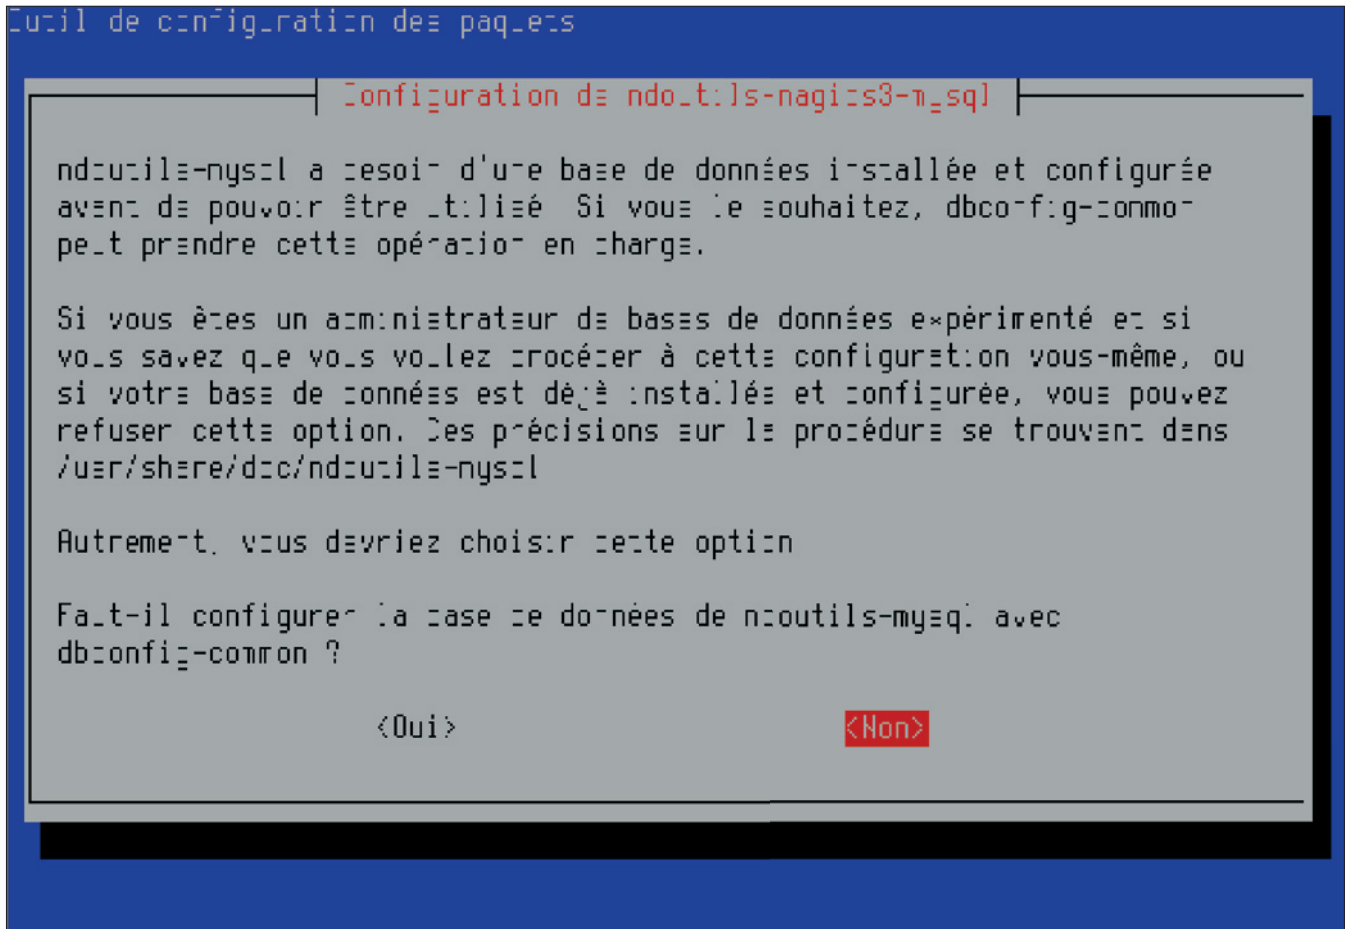 Outil de configuration des paquets
Configuration de ndoutils-nagios3-mysql
ndoutils-mysql a besoin d'une base de données installée et configurée
avant de pouvoir être utilisé. Si vous le souhaitez, dbconfig-common
peut prendre cette opération en charge.
Si vous êtes un administrateur de bases de données expérimenté et si
vous savez que vous voulez procéder à cette configuration vous-même, ou
si votre base de données est déjà installée et configurée, vous pouvez
refuser cette option. Des précisions sur la procédure se trouvent dans
/usr/share/doc/ndoutils-mysql.
Autrement, vous devriez choisir cette option.
Faut-il configurer la base de données de ndoutils-mysql avec
dbconfig-common ?
<Oui> <Non>